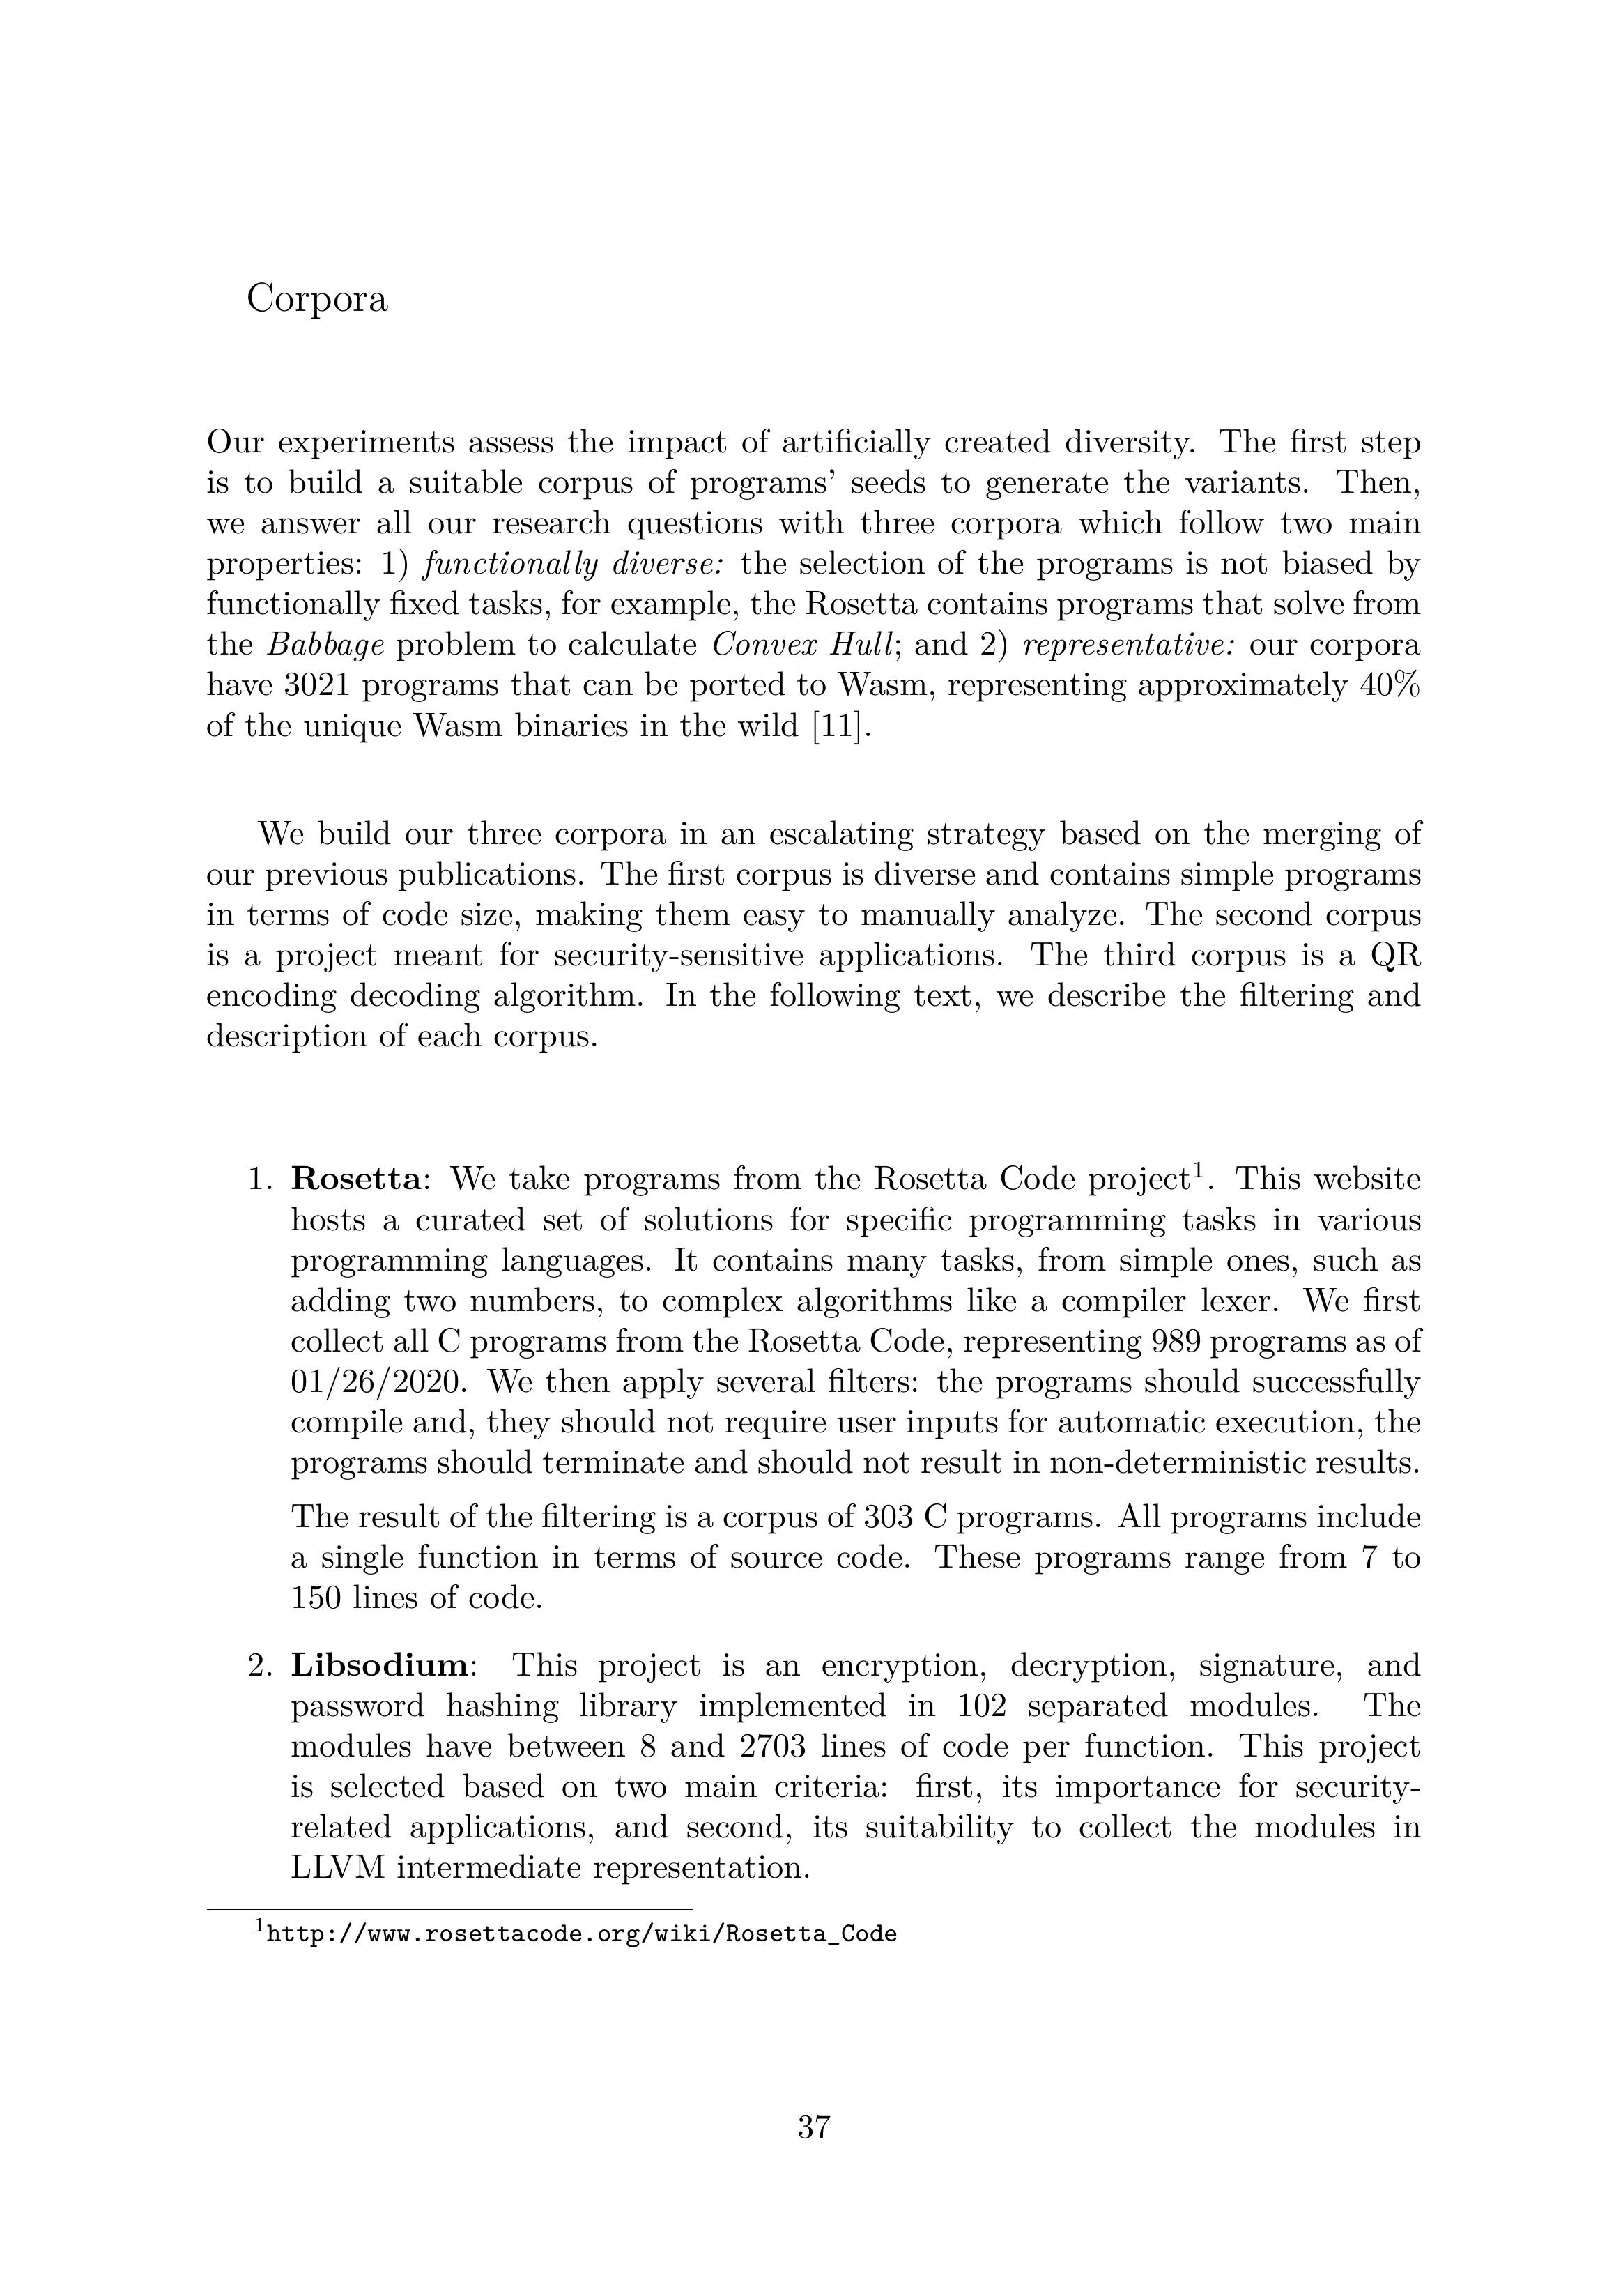 Corpora
Our experiments assess the impact of artificially created diversity. The first step
is to build a suitable corpus of programs’ seeds to generate the variants. Then,
we answer all our research questions with three corpora which follow two main
properties: 1) functionally diverse: the selection of the programs is not biased by
functionally fixed tasks, for example, the Rosetta contains programs that solve from
the Babbage problem to calculate Convex Hull; and 2) representative: our corpora
have 3021 programs that can be ported to Wasm, representing approximately 40%
of the unique Wasm binaries in the wild [11].
We build our three corpora in an escalating strategy based on the merging of
our previous publications. The first corpus is diverse and contains simple programs
in terms of code size, making them easy to manually analyze. The second corpus
is a project meant for security-sensitive applications. The third corpus is a QR
encoding decoding algorithm. In the following text, we describe the filtering and
description of each corpus.
1. Rosetta: We take programs from the Rosetta Code project¹. This website
hosts a curated set of solutions for specific programming tasks in various
programming languages. It contains many tasks, from simple ones, such as
adding two numbers, to complex algorithms like a compiler lexer. We first
collect all C programs from the Rosetta Code, representing 989 programs as of
01/26/2020. We then apply several filters: the programs should successfully
compile and, they should not require user inputs for automatic execution, the
programs should terminate and should not result in non-deterministic results.
The result of the filtering is a corpus of 303 C programs. All programs include
a single function in terms of source code. These programs range from 7 to
150 lines of code.
2. Libsodium: This project is an encryption, decryption, signature, and
password hashing library implemented in 102 separated modules. The
modules have between 8 and 2703 lines of code per function. This project
is selected based on two main criteria: first, its importance for security-
related applications, and second, its suitability to collect the modules in
LLVM intermediate representation.
¹http://www.rosettacode.org/wiki/Rosetta_Code
37